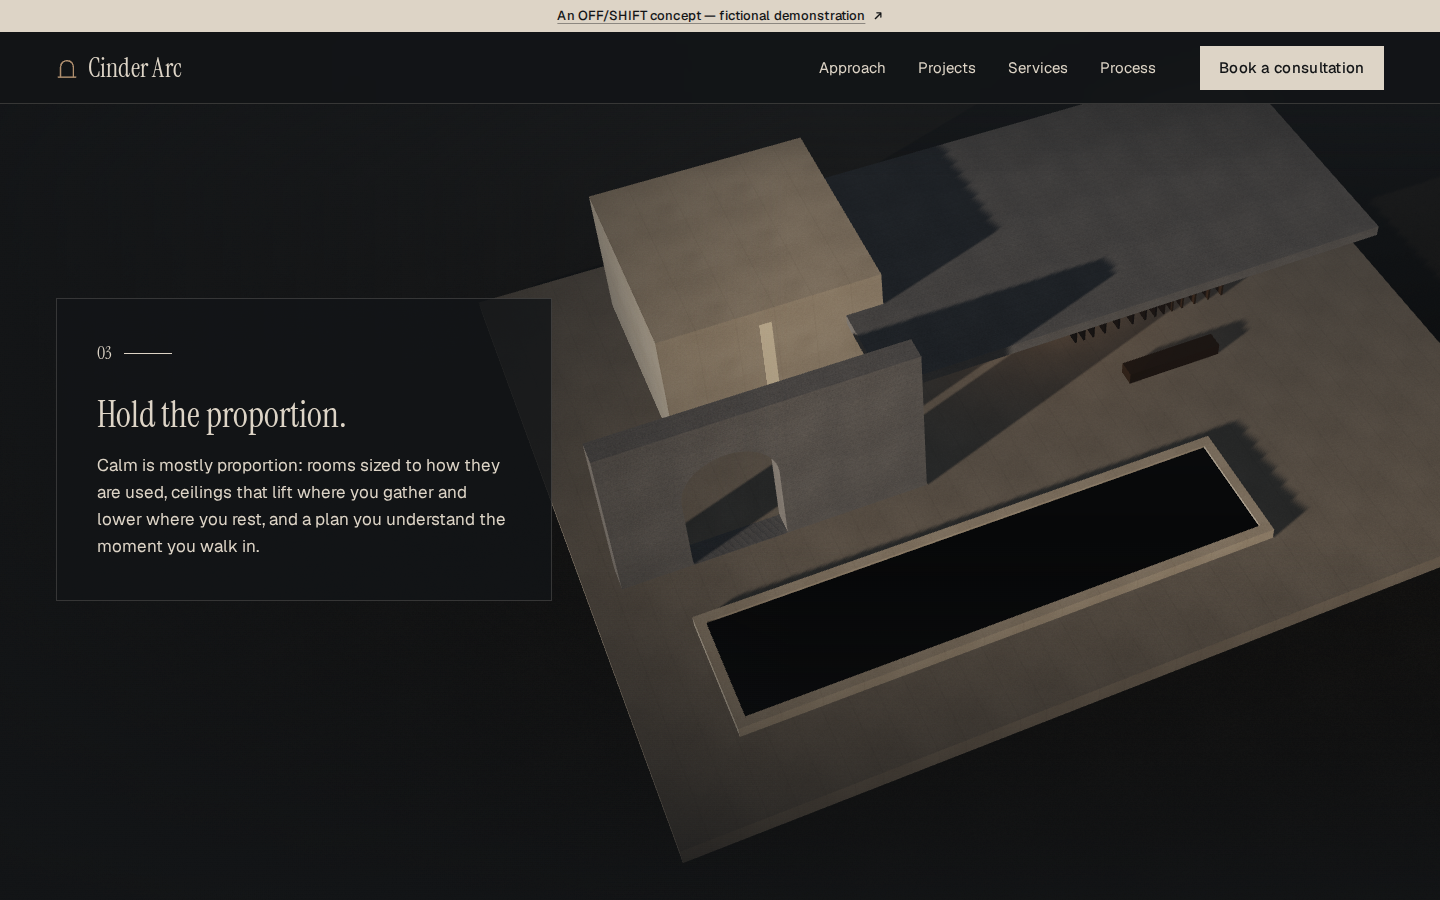 An OFF/SHIFT concept — fictional demonstration ↗
Cinder Arc
Approach
Projects
Services
Process
Book a consultation
03
Hold the proportion.
Calm is mostly proportion: rooms sized to how they
are used, ceilings that lift where you gather and
lower where you rest, and a plan you understand the
moment you walk in.